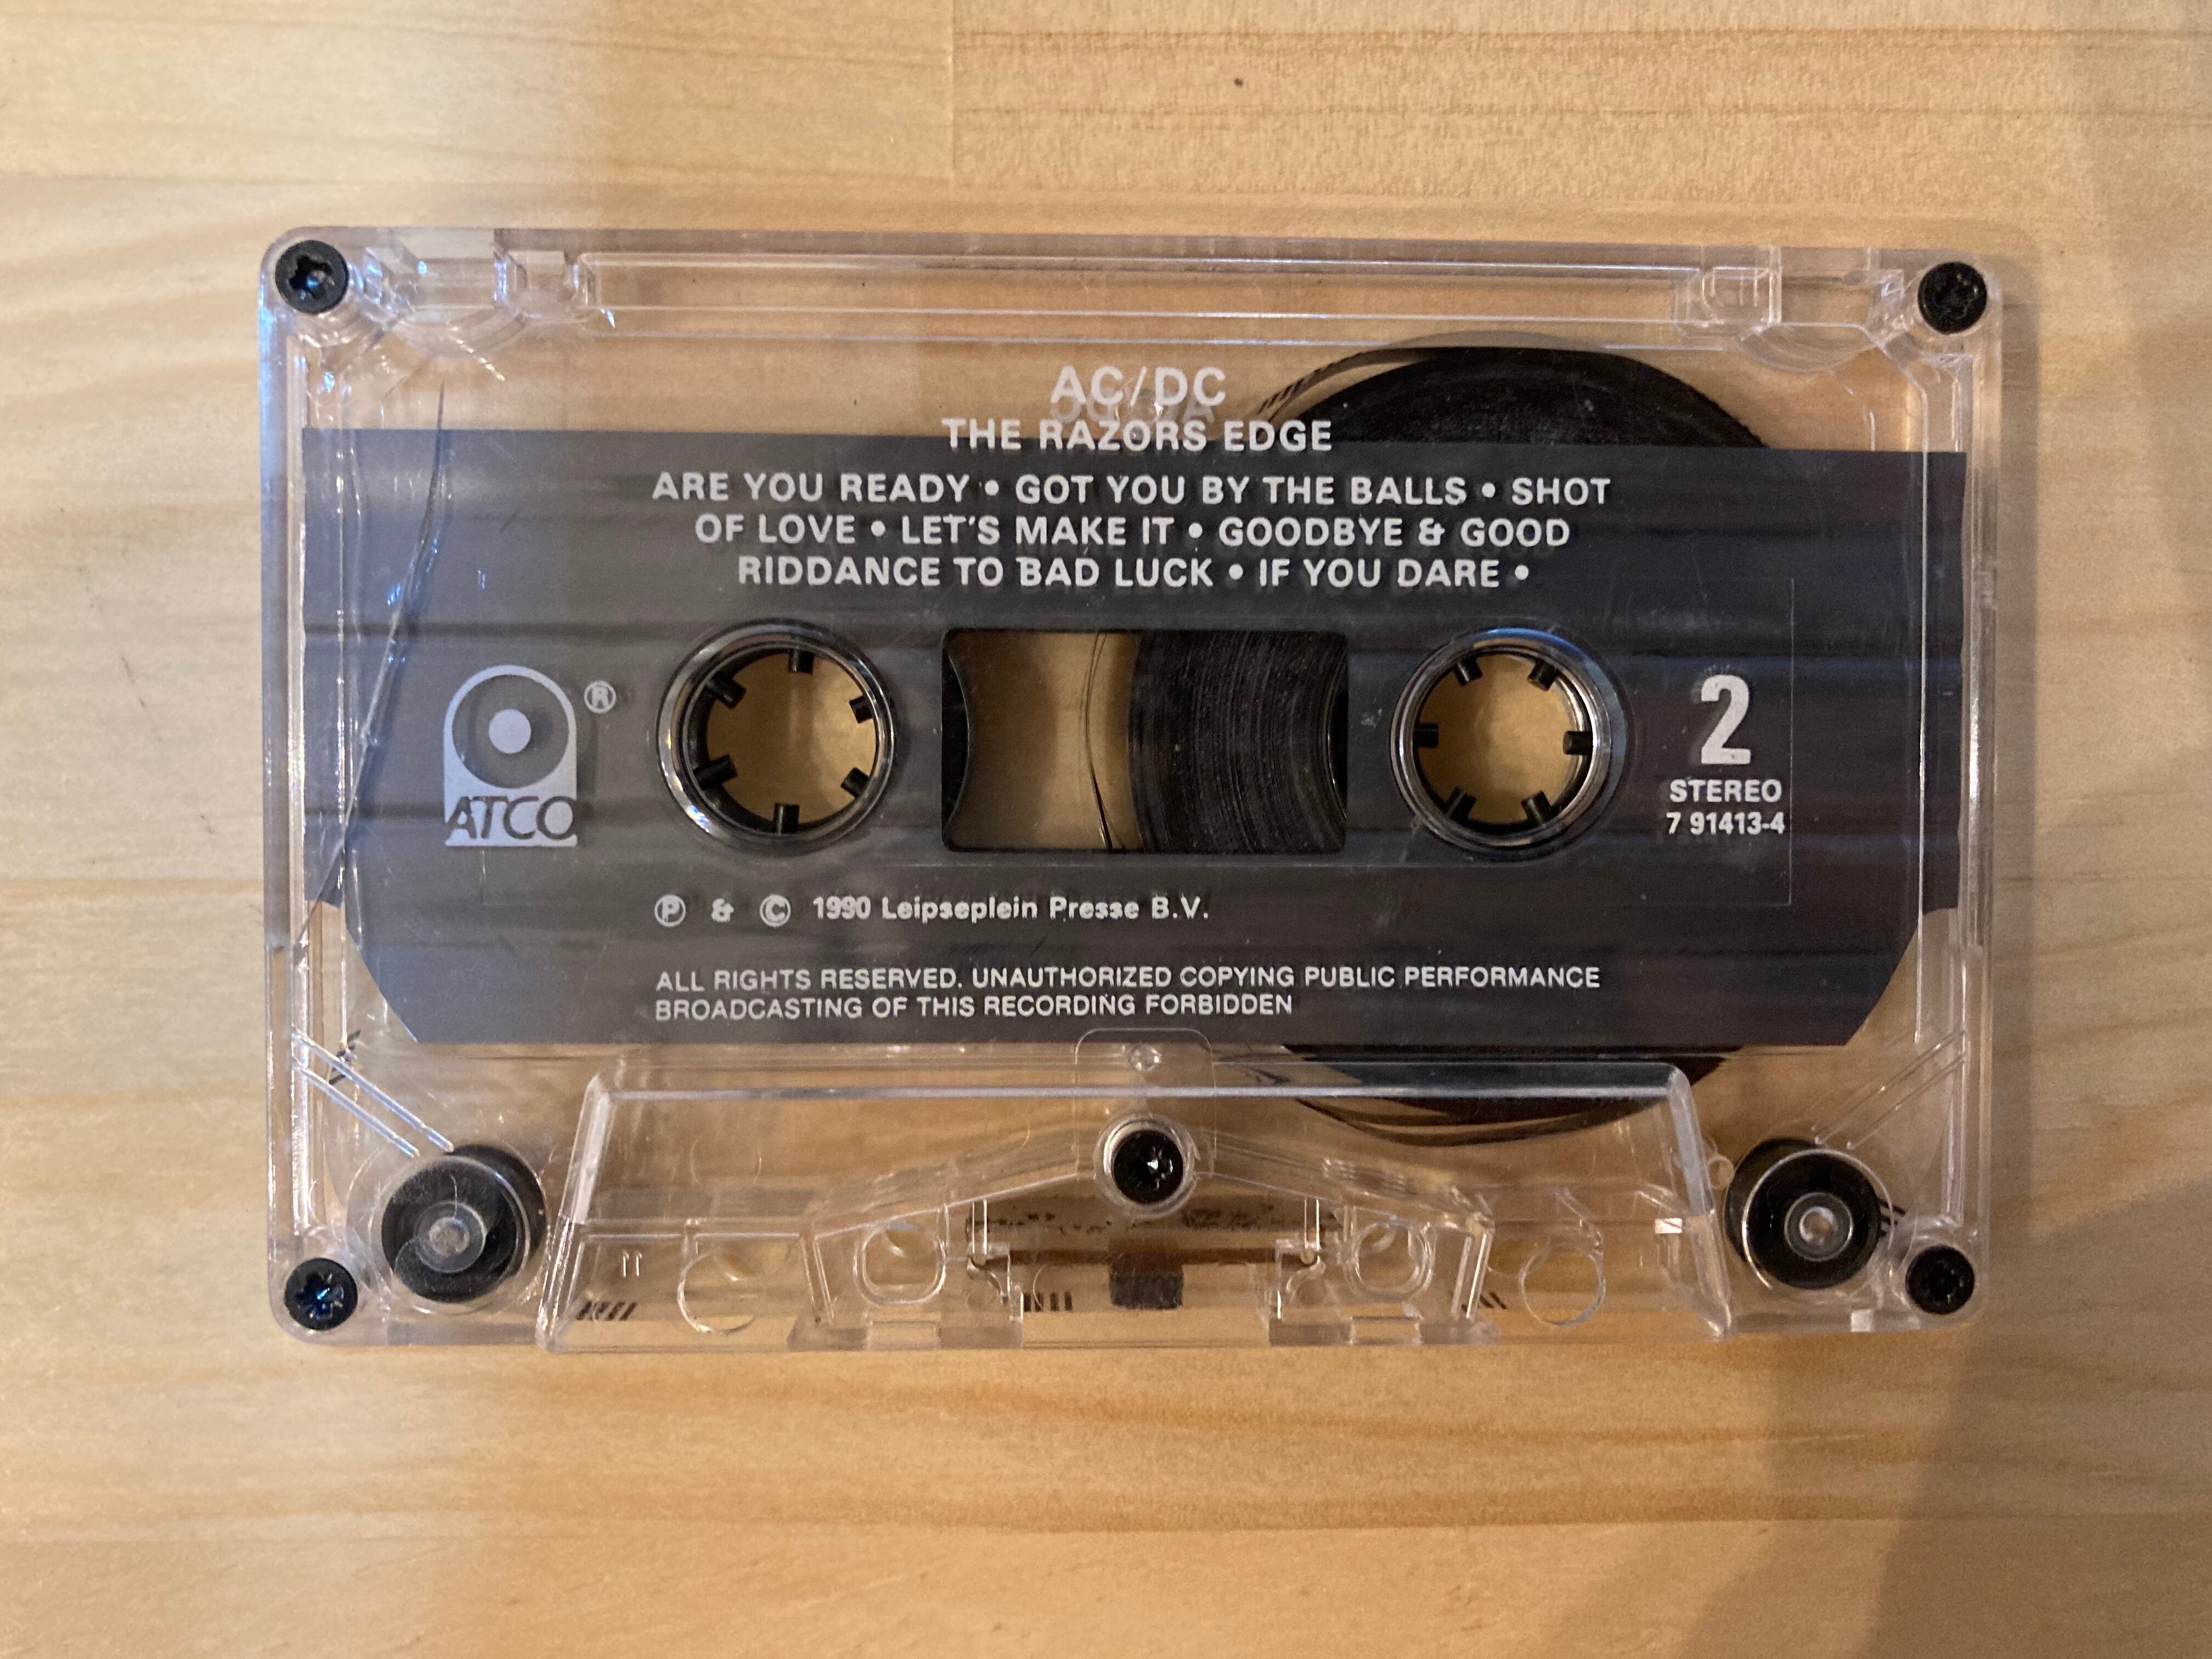 AC/DC
THE RAZORS EDGE
ARE YOU READY • GOT YOU BY THE BALLS • SHOT
OF LOVE • LET'S MAKE IT • GOODBYE & GOOD
RIDDANCE TO BAD LUCK • IF YOU DARE •
ATCO ®
2
STEREO
7 91413-4
℗ & © 1990 Leipseplein Presse B.V.
ALL RIGHTS RESERVED. UNAUTHORIZED COPYING PUBLIC PERFORMANCE
BROADCASTING OF THIS RECORDING FORBIDDEN